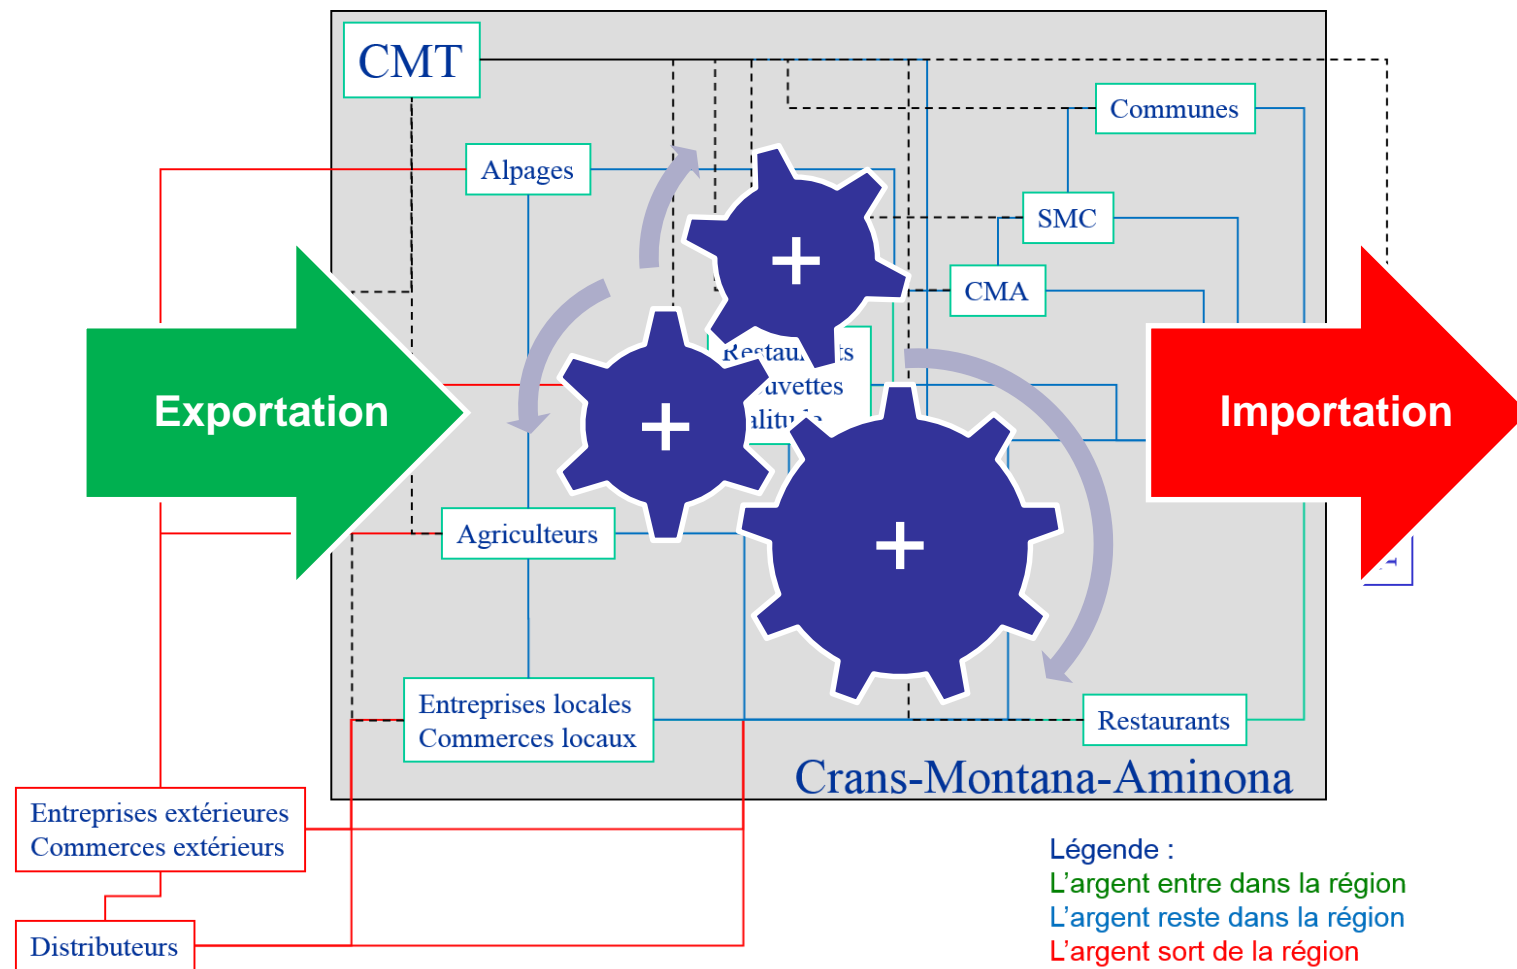 CMT
Communes
Alpages
SMC
CMA
Exportation
Importation
Agriculteurs
Entreprises locales
Commerces locaux
Restaurants
Crans-Montana-Aminona
Entreprises extérieures
Commerces extérieurs
Distributeurs
Légende :
L’argent entre dans la région
L’argent reste dans la région
L’argent sort de la région